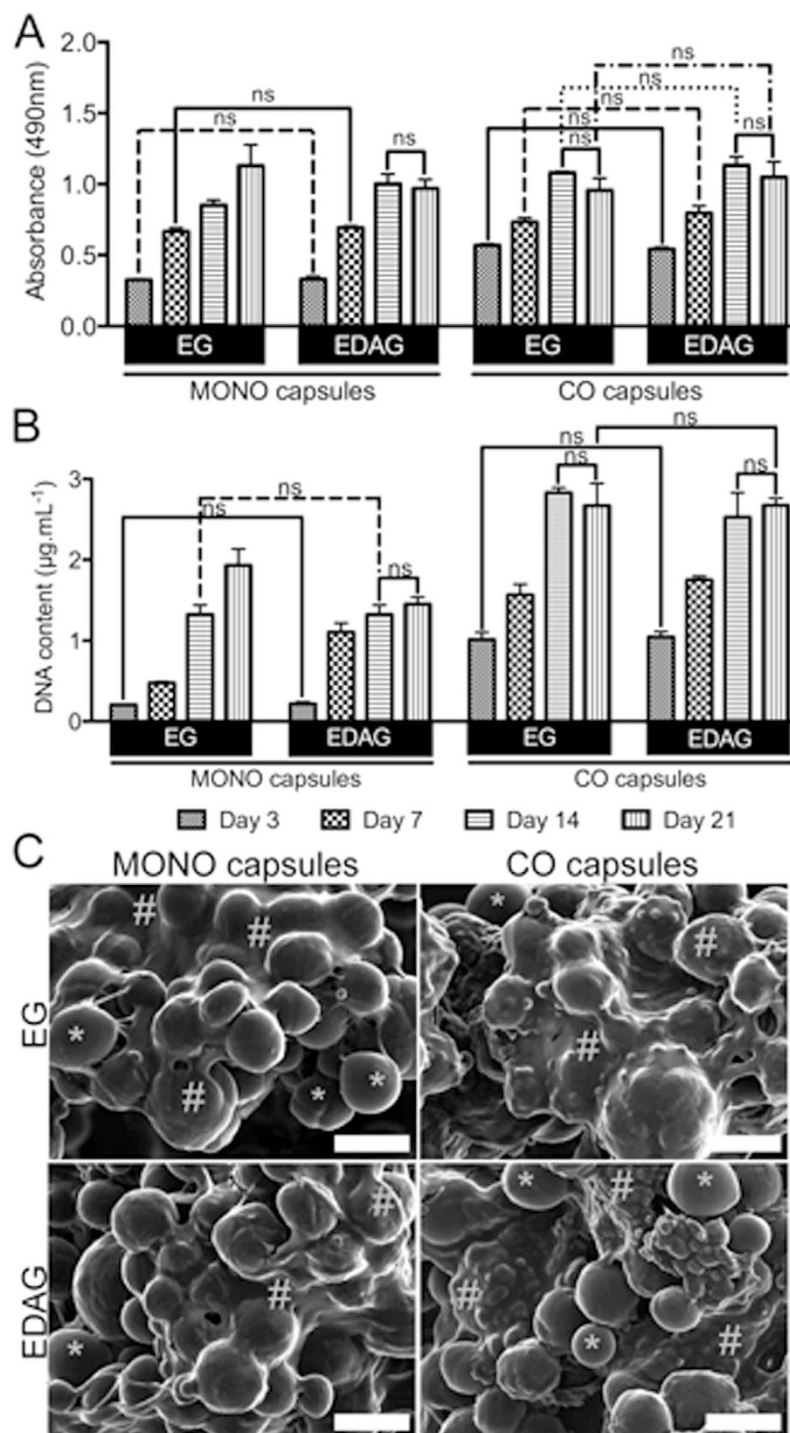 A
Absorbance (490nm)
2.0
1.5
1.0
0.5
0.0
ns
ns
ns
ns
ns
ns
ns
ns
ns
EG
EDAG
EG
EDAG
MONO capsules
CO capsules
B
DNA content (µg.mL⁻¹)
3
2
1
0
ns
ns
ns
ns
ns
ns
ns
EG
EDAG
EG
EDAG
MONO capsules
CO capsules
Day 3
Day 7
Day 14
Day 21
C
MONO capsules
CO capsules
EG
# # * # * *
* # #
EDAG
# # *
* # * # * #